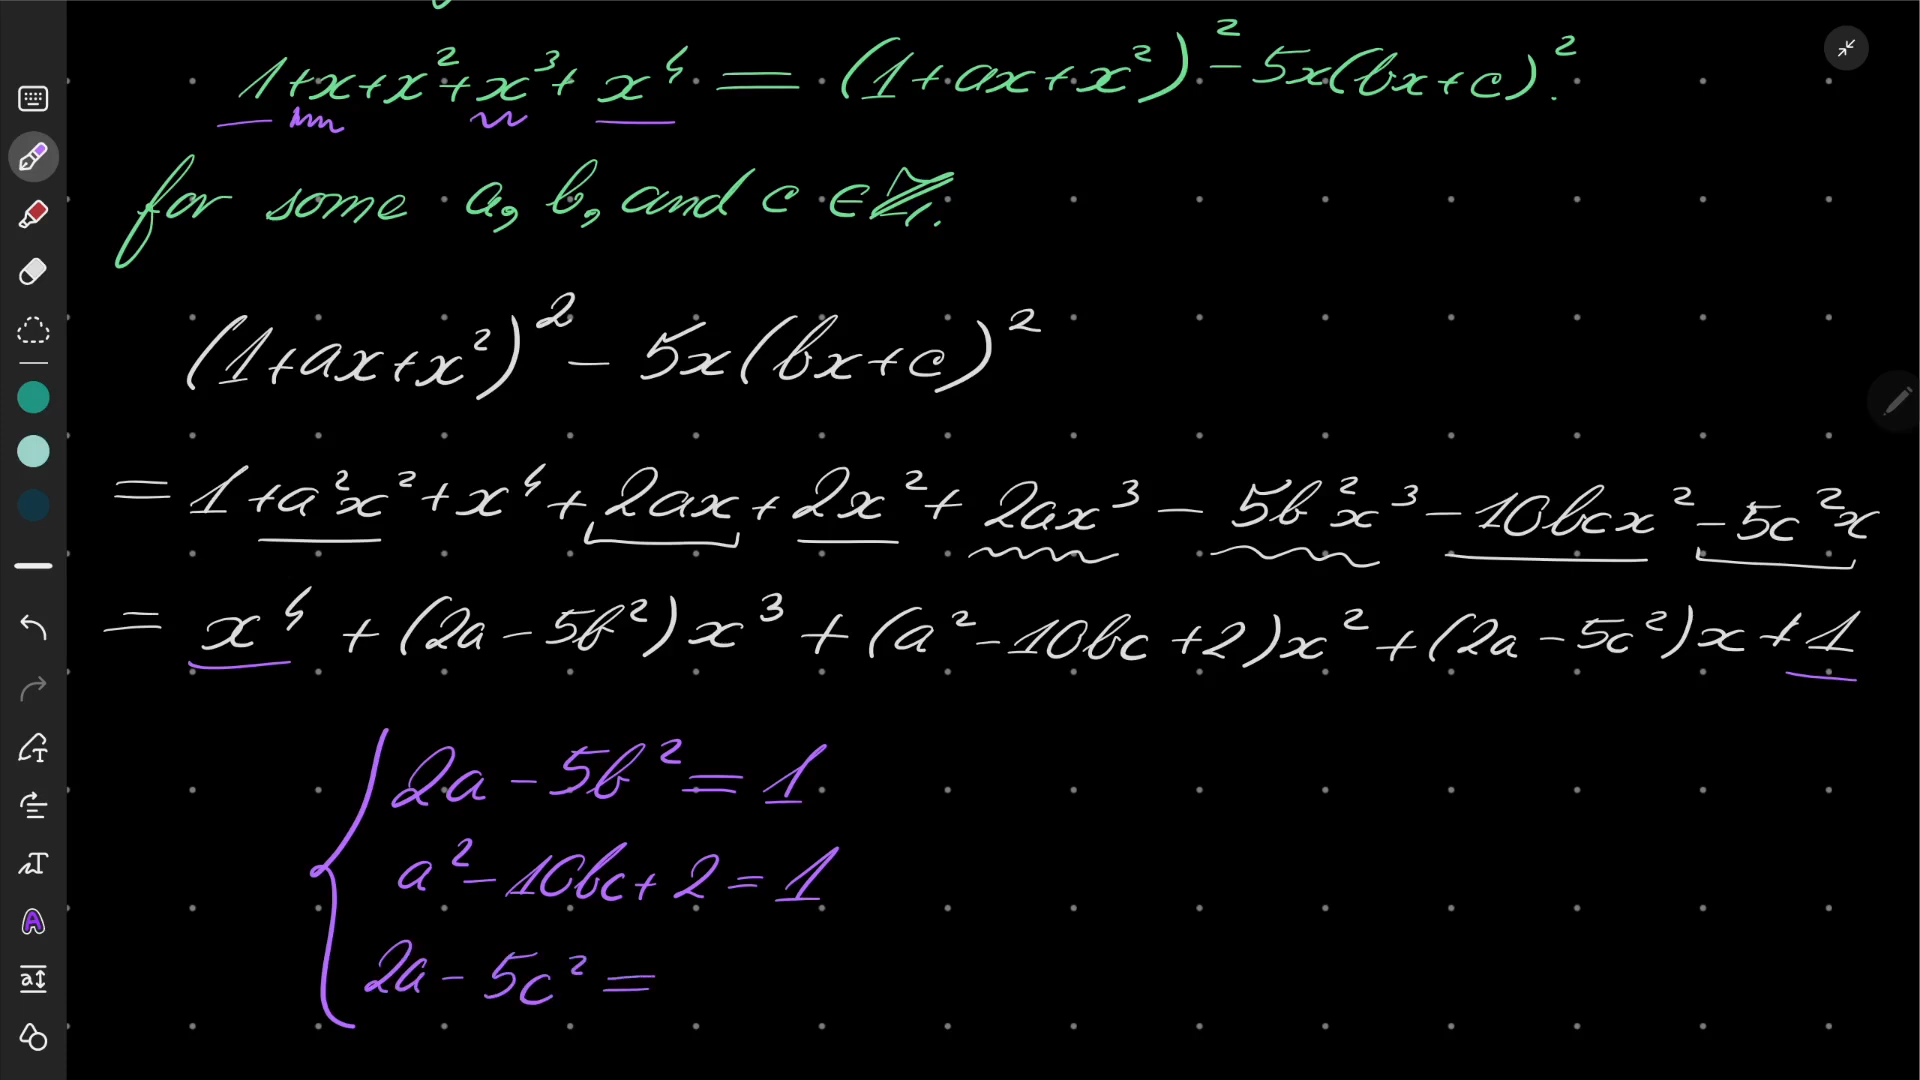 1+x+x²+x³+x⁴ = (1+ax+x²)² - 5x(bx+c)².
for some a, b, and c ∈ ℤ.
(1+ax+x²)² - 5x(bx+c)²
= 1+a²x²+x⁴+2ax+2x²+2ax³-5b²x³-10bcx²-5c²x
= x⁴+(2a-5b²)x³+(a²-10bc+2)x²+(2a-5c²)x+1
2a-5b²=1
a²-10bc+2=1
2a-5c²=